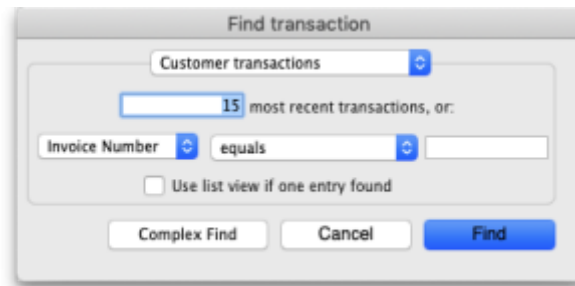 Find transaction
Customer transactions
15 most recent transactions, or:
Invoice Number equals
Use list view if one entry found
Complex Find Cancel Find